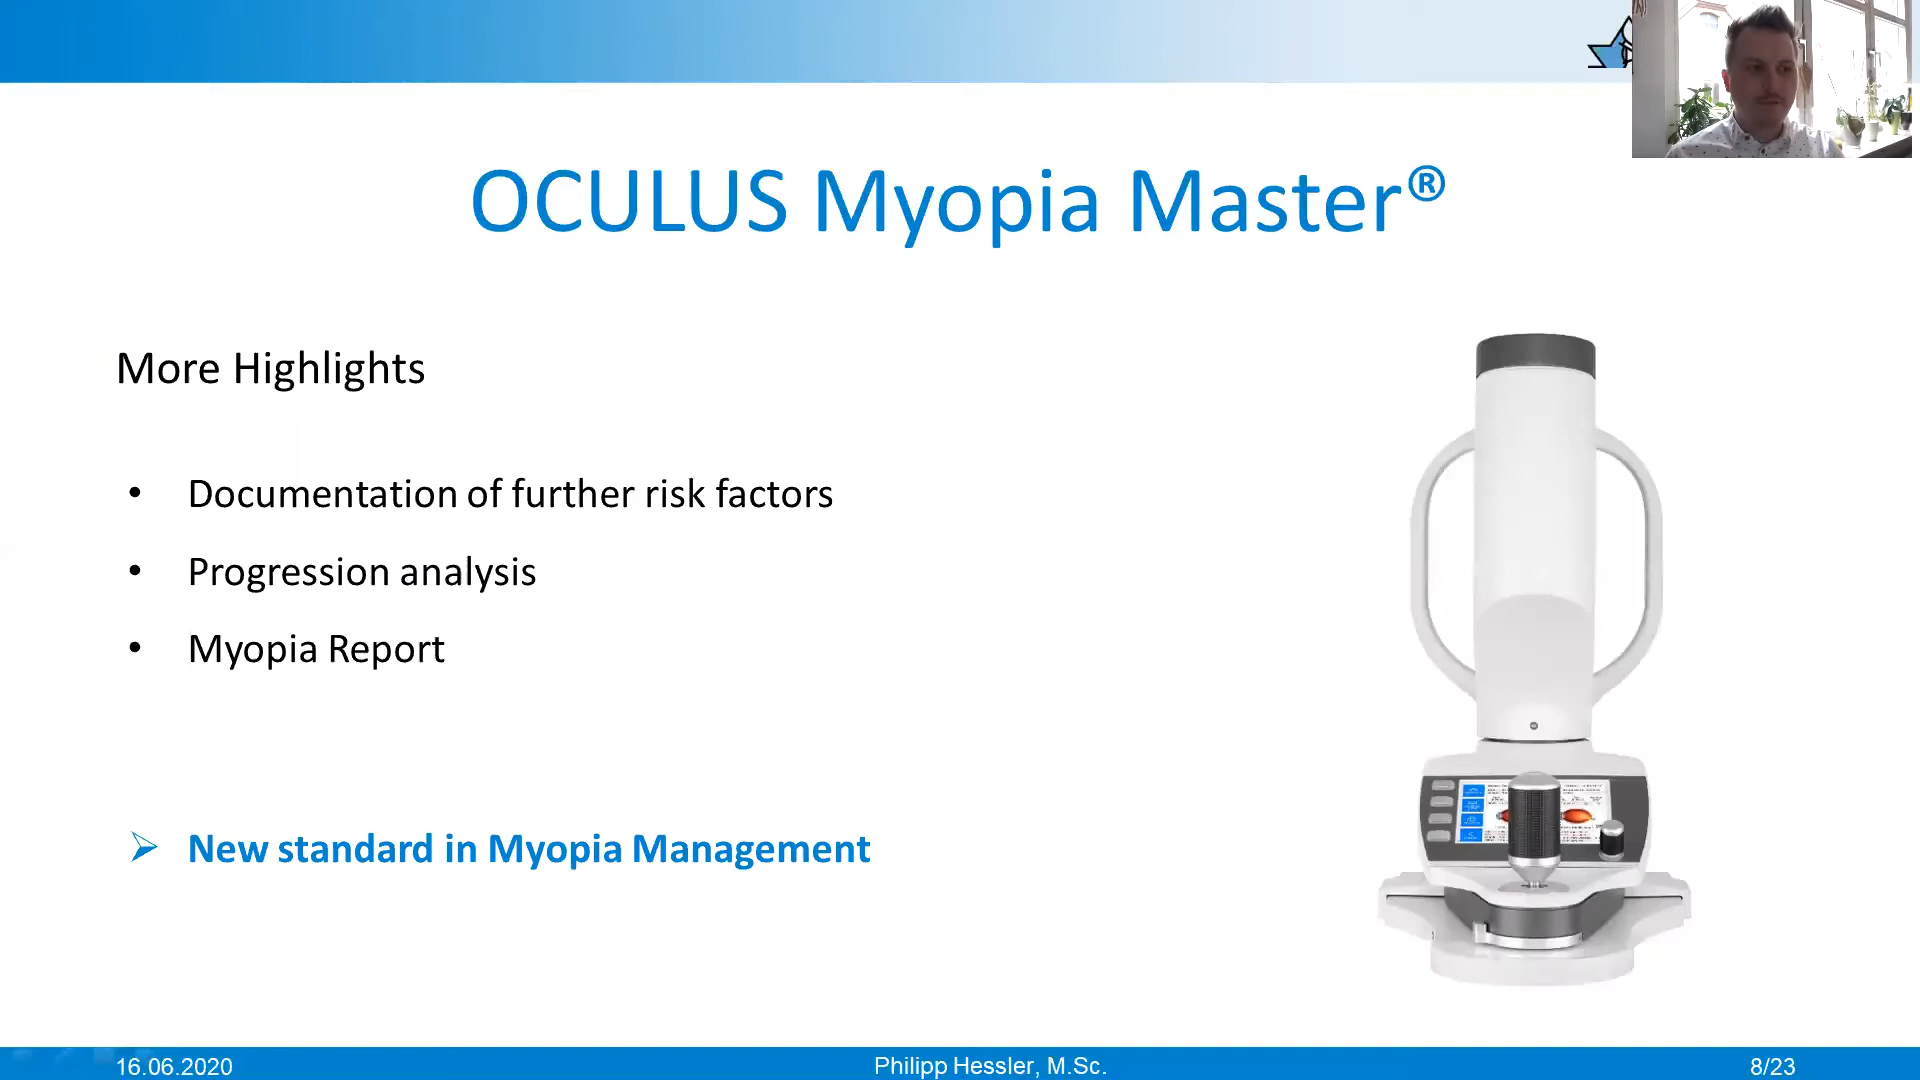 OCULUS Myopia Master®
More Highlights
• Documentation of further risk factors
• Progression analysis
• Myopia Report
➢ New standard in Myopia Management
16.06.2020
Philipp Hessler, M.Sc.
8/23